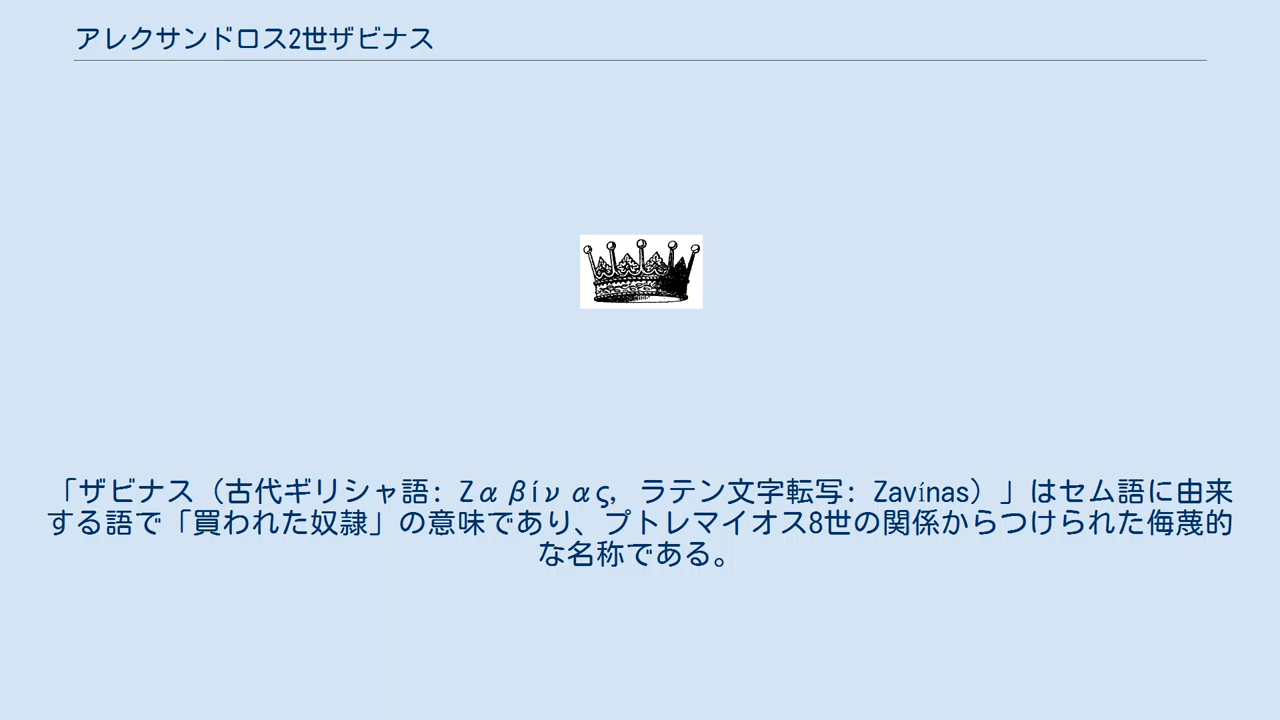 アレクサンドロス2世ザビナス
「ザビナス（古代ギリシャ語: Ζαβίνας, ラテン文字転写: Zavínas）」はセム語に由来
する語で「買われた奴隷」の意味であり、プトレマイオス8世の関係からつけられた侮蔑的
な名称である。